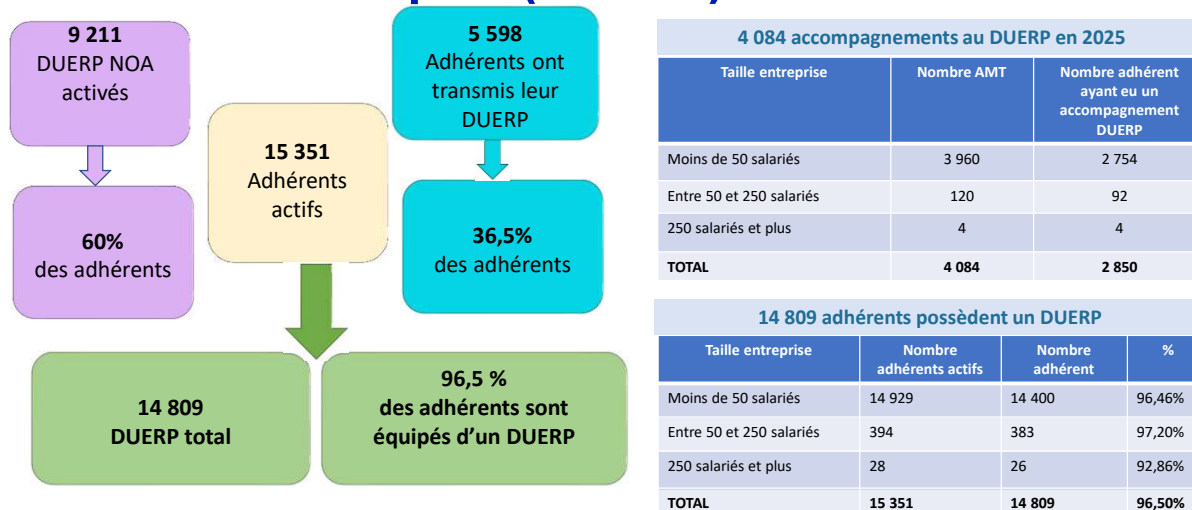 9 211
DUERP NOA
activés
60%
des adhérents
15 351
Adhérents
actifs
5 598
Adhérents ont
transmis leur
DUERP
36,5%
des adhérents
14 809
DUERP total
96,5 %
des adhérents sont
équipés d’un DUERP
4 084 accompagnements au DUERP en 2025
Taille entreprise Nombre AMT Nombre adhérent ayant eu un accompagnement DUERP
Moins de 50 salariés 3 960 2 754
Entre 50 et 250 salariés 120 92
250 salariés et plus 4 4
TOTAL 4 084 2 850
14 809 adhérents possèdent un DUERP
Taille entreprise Nombre adhérents actifs Nombre adhérent %
Moins de 50 salariés 14 929 14 400 96,46%
Entre 50 et 250 salariés 394 383 97,20%
250 salariés et plus 28 26 92,86%
TOTAL 15 351 14 809 96,50%